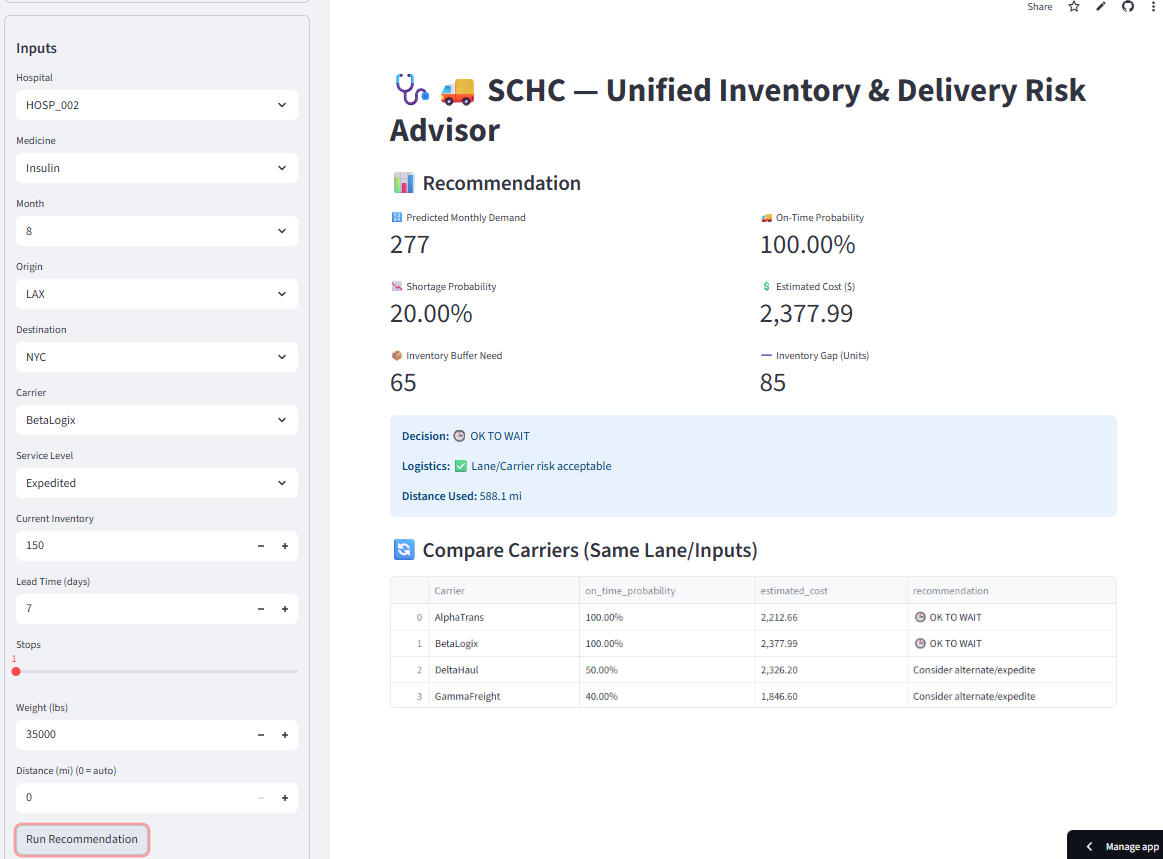 Inputs
Hospital
HOSP_002
Medicine
Insulin
Month
8
Origin
LAX
Destination
NYC
Carrier
BetaLogix
Service Level
Expedited
Current Inventory
150 − +
Lead Time (days)
7 − +
Stops
1
Weight (lbs)
35000 − +
Distance (mi) (0 = auto)
0 − +
Run Recommendation
Share
SCHC — Unified Inventory & Delivery Risk
Advisor
Recommendation
Predicted Monthly Demand
277
On-Time Probability
100.00%
Shortage Probability
20.00%
Estimated Cost ($)
2,377.99
Inventory Buffer Need
65
Inventory Gap (Units)
85
Decision: 🕒 OK TO WAIT
Logistics: ✅ Lane/Carrier risk acceptable
Distance Used: 588.1 mi
Compare Carriers (Same Lane/Inputs)
Carrier on_time_probability estimated_cost recommendation
0 AlphaTrans 100.00% 2,212.66 🕒 OK TO WAIT
1 BetaLogix 100.00% 2,377.99 🕒 OK TO WAIT
2 DeltaHaul 50.00% 2,326.20 Consider alternate/expedite
3 GammaFreight 40.00% 1,846.60 Consider alternate/expedite
Manage app